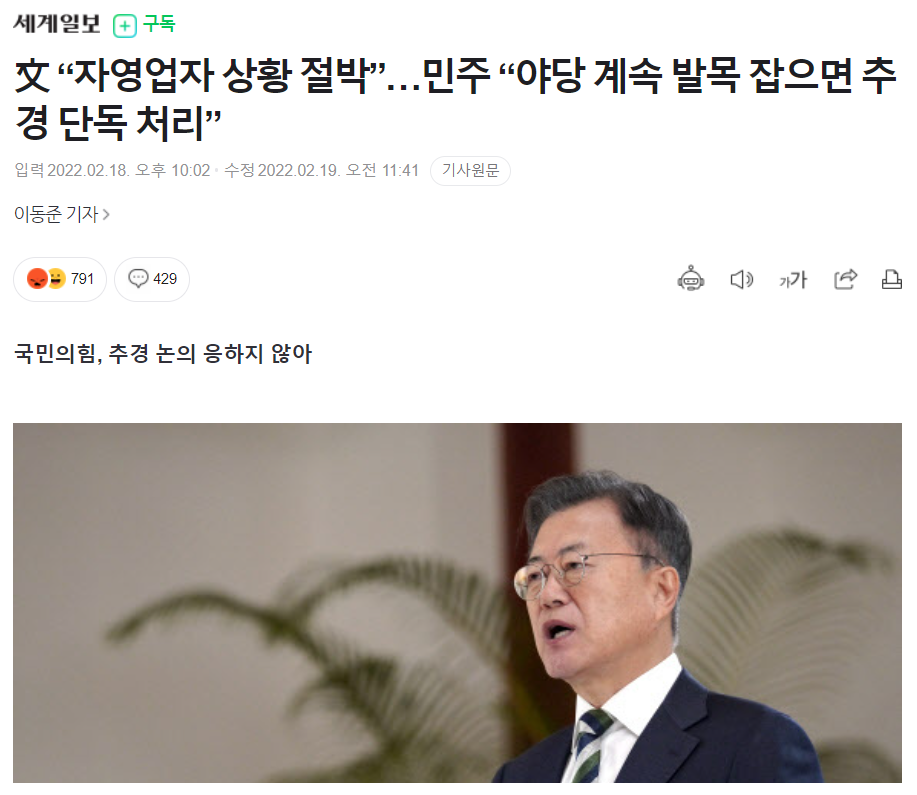 세계일보 구독
文 “자영업자 상황 절박”…민주 “야당 계속 발목 잡으면 추
경 단독 처리”
입력 2022.02.18. 오후 10:02 · 수정 2022.02.19. 오전 11:41 기사원문
이동준 기자
791 429 가가
국민의힘, 추경 논의 응하지 않아